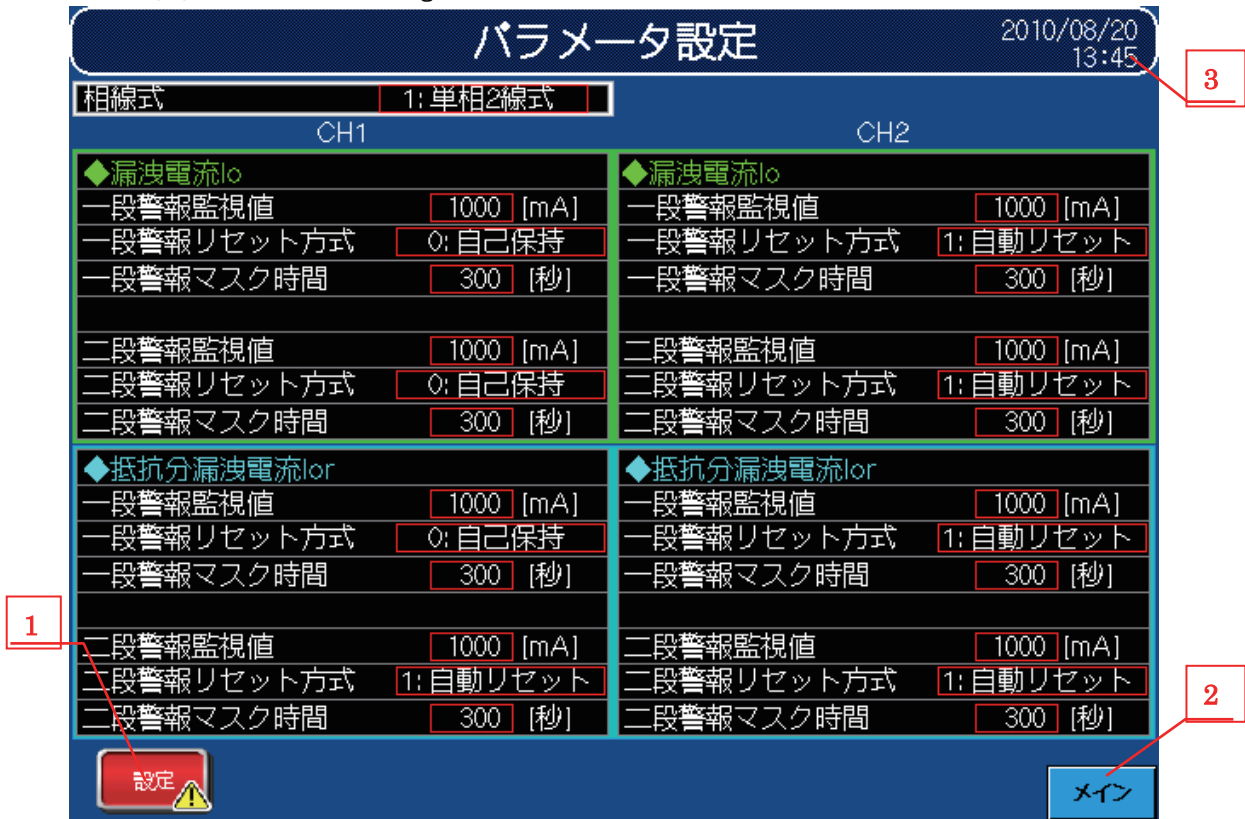 パラメータ設定
2010/08/20
13:45
3
相線式 1:単相2線式
CH1 CH2
◆漏洩電流Io ◆漏洩電流Io
一段警報監視値 1000 [mA] 一段警報監視値 1000 [mA]
一段警報リセット方式 0:自己保持 一段警報リセット方式 1:自動リセット
一段警報マスク時間 300 [秒] 一段警報マスク時間 300 [秒]
二段警報監視値 1000 [mA] 二段警報監視値 1000 [mA]
二段警報リセット方式 0:自己保持 二段警報リセット方式 1:自動リセット
二段警報マスク時間 300 [秒] 二段警報マスク時間 300 [秒]
◆抵抗分漏洩電流Ior ◆抵抗分漏洩電流Ior
一段警報監視値 1000 [mA] 一段警報監視値 1000 [mA]
一段警報リセット方式 0:自己保持 一段警報リセット方式 1:自動リセット
一段警報マスク時間 300 [秒] 一段警報マスク時間 300 [秒]
1
二段警報監視値 1000 [mA] 二段警報監視値 1000 [mA]
二段警報リセット方式 1:自動リセット 二段警報リセット方式 1:自動リセット
2
二段警報マスク時間 300 [秒] 二段警報マスク時間 300 [秒]
設定
メイン